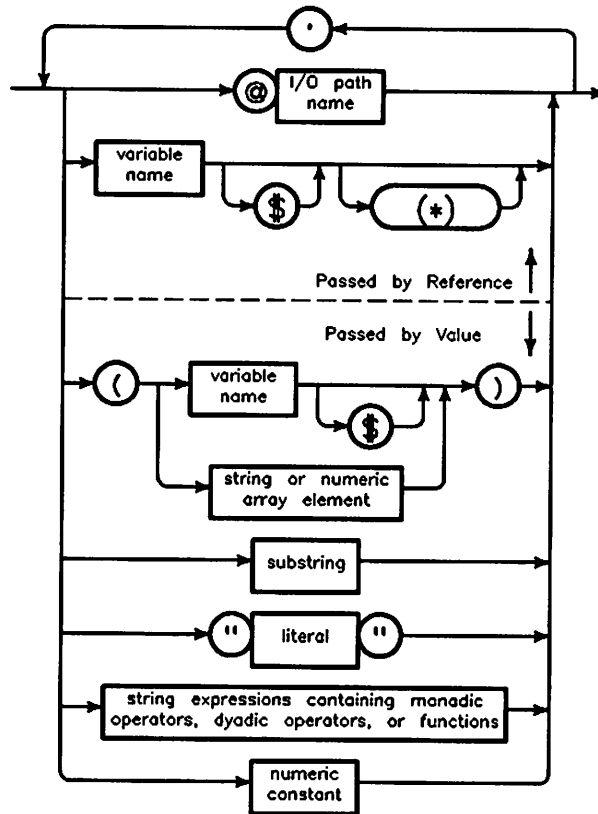 ,
@ I/O path
name
variable
name
$
(*)
Passed by Reference
Passed by Value
( variable
name
$
)
string or numeric
array element
substring
" literal "
string expressions containing manadic
operators, dyadic operators, or functions
numeric
constant